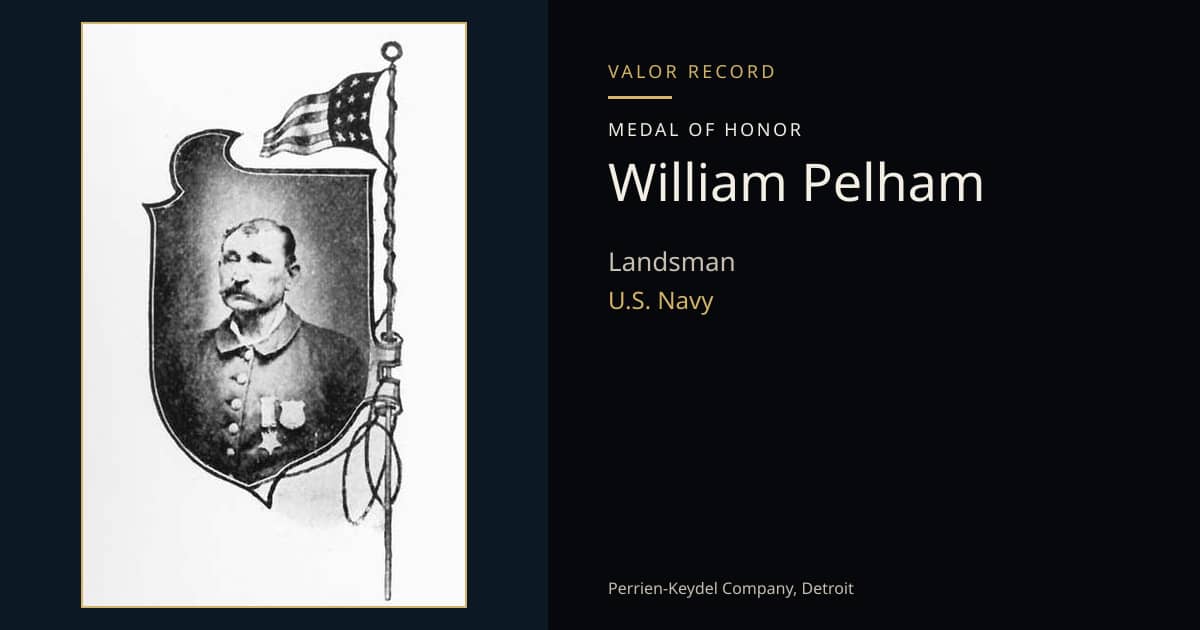 VALOR RECORD
MEDAL OF HONOR
William Pelham
Landsman
U.S. Navy
Perrien-Keydel Company, Detroit